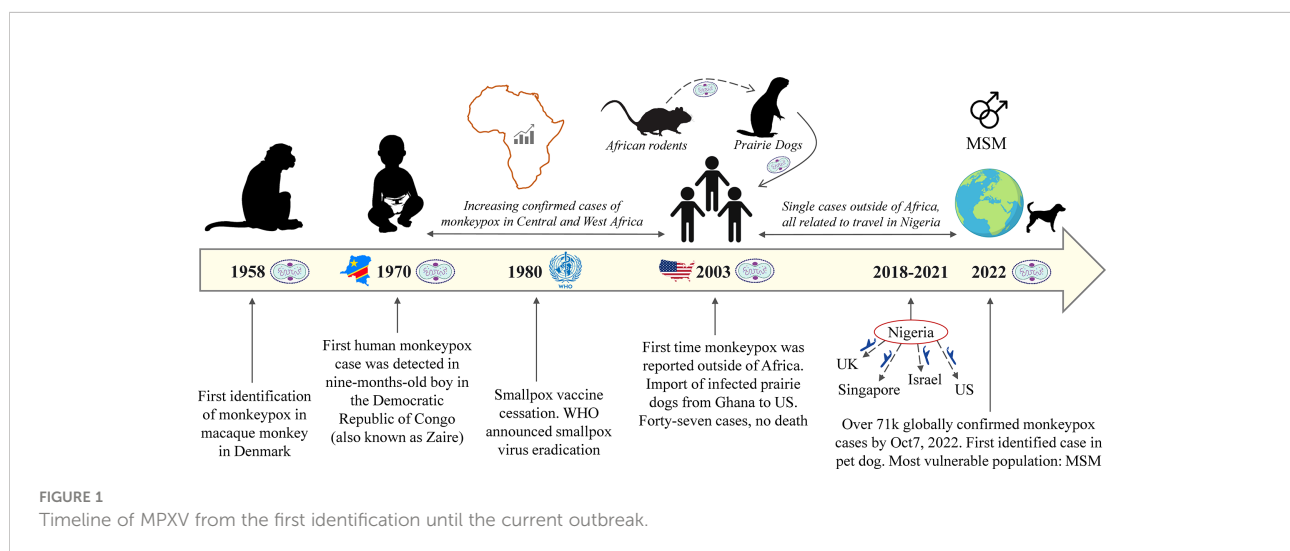 MSM
African rodents
Prairie Dogs
Increasing confirmed cases of
monkeypox in Central and West Africa
Single cases outside of Africa,
all related to travel in Nigeria
1958
1970
1980
WHO
2003
2018-2021
2022
First identification
of monkeypox in
macaque monkey
in Denmark
First human monkeypox
case was detected in
nine-months-old boy in
the Democratic
Republic of Congo
(also known as Zaire)
Smallpox vaccine
cessation. WHO
announced smallpox
virus eradication
First time monkeypox was
reported outside of Africa.
Import of infected prairie
dogs from Ghana to US.
Forty-seven cases, no death
Nigeria
UK
Singapore
Israel
US
Over 71k globally confirmed monkeypox
cases by Oct7, 2022. First identified case in
pet dog. Most vulnerable population: MSM
FIGURE 1
Timeline of MPXV from the first identification until the current outbreak.